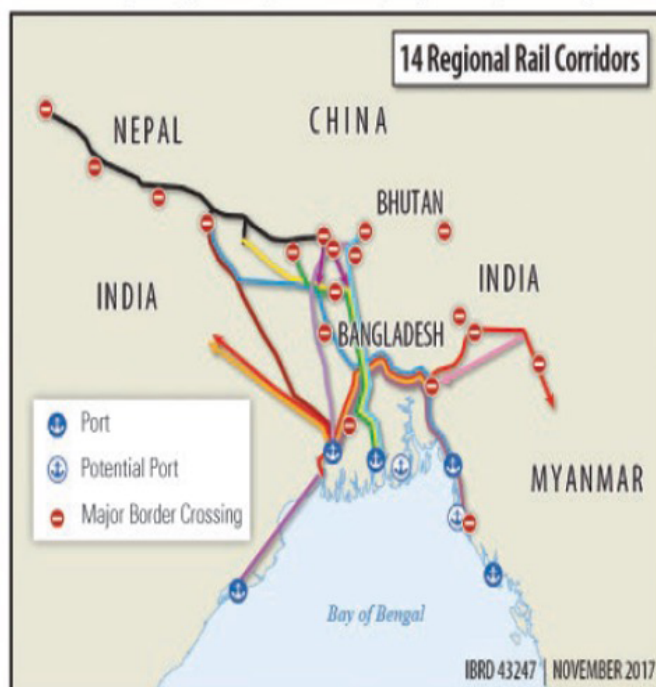 14 Regional Rail Corridors
CHINA
NEPAL
BHUTAN
INDIA
INDIA
BANGLADESH
Port
Potential Port
Major Border Crossing
MYANMAR
Bay of Bengal
IBRD 43247 | NOVEMBER 2017